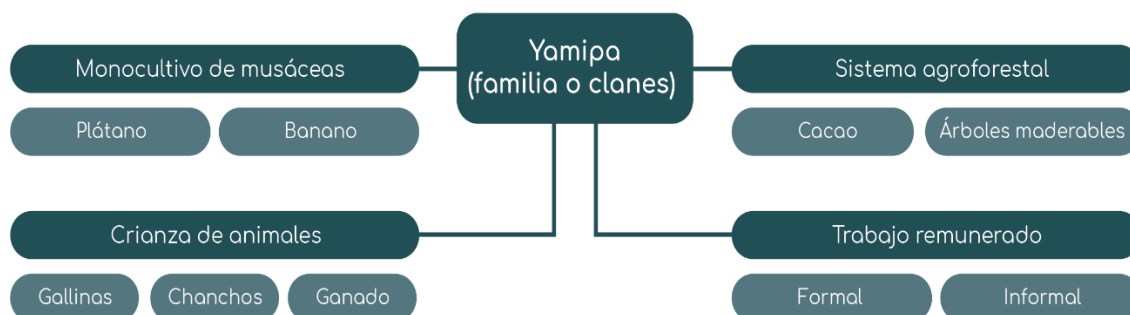 Yamipa
(familia o clanes)
Monocultivo de musáceas
Plátano
Banano
Sistema agroforestal
Cacao
Árboles maderables
Crianza de animales
Gallinas
Chanchos
Ganado
Trabajo remunerado
Formal
Informal